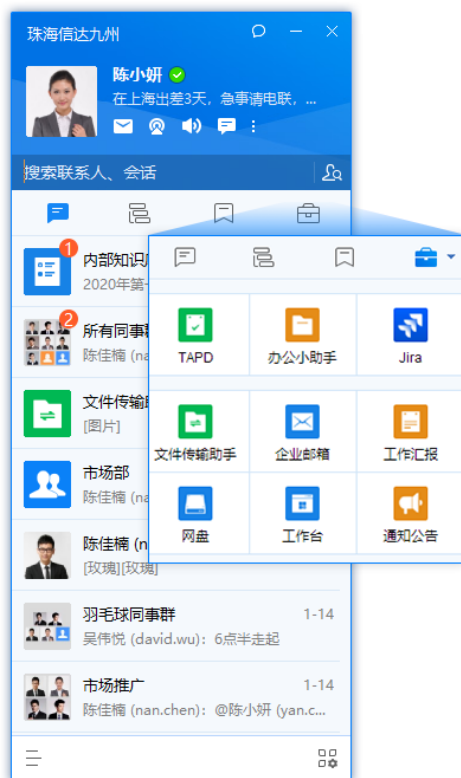 珠海信达九州
陈小妍
在上海出差3天，急事请电联，...
搜索联系人、会话
1
内部知识
2020年第
2
所有同事
陈佳楠 (na
文件传输
[图片]
市场部
陈佳楠 (na
陈佳楠 (n
[玫瑰][玫瑰]
羽毛球同事群 1-14
吴伟悦 (david.wu): 6点半走起
市场推广 1-14
陈佳楠 (nan.chen): @陈小妍 (yan.c...
TAPD 办公小助手 Jira
文件传输助手 企业邮箱 工作汇报
网盘 工作台 通知公告